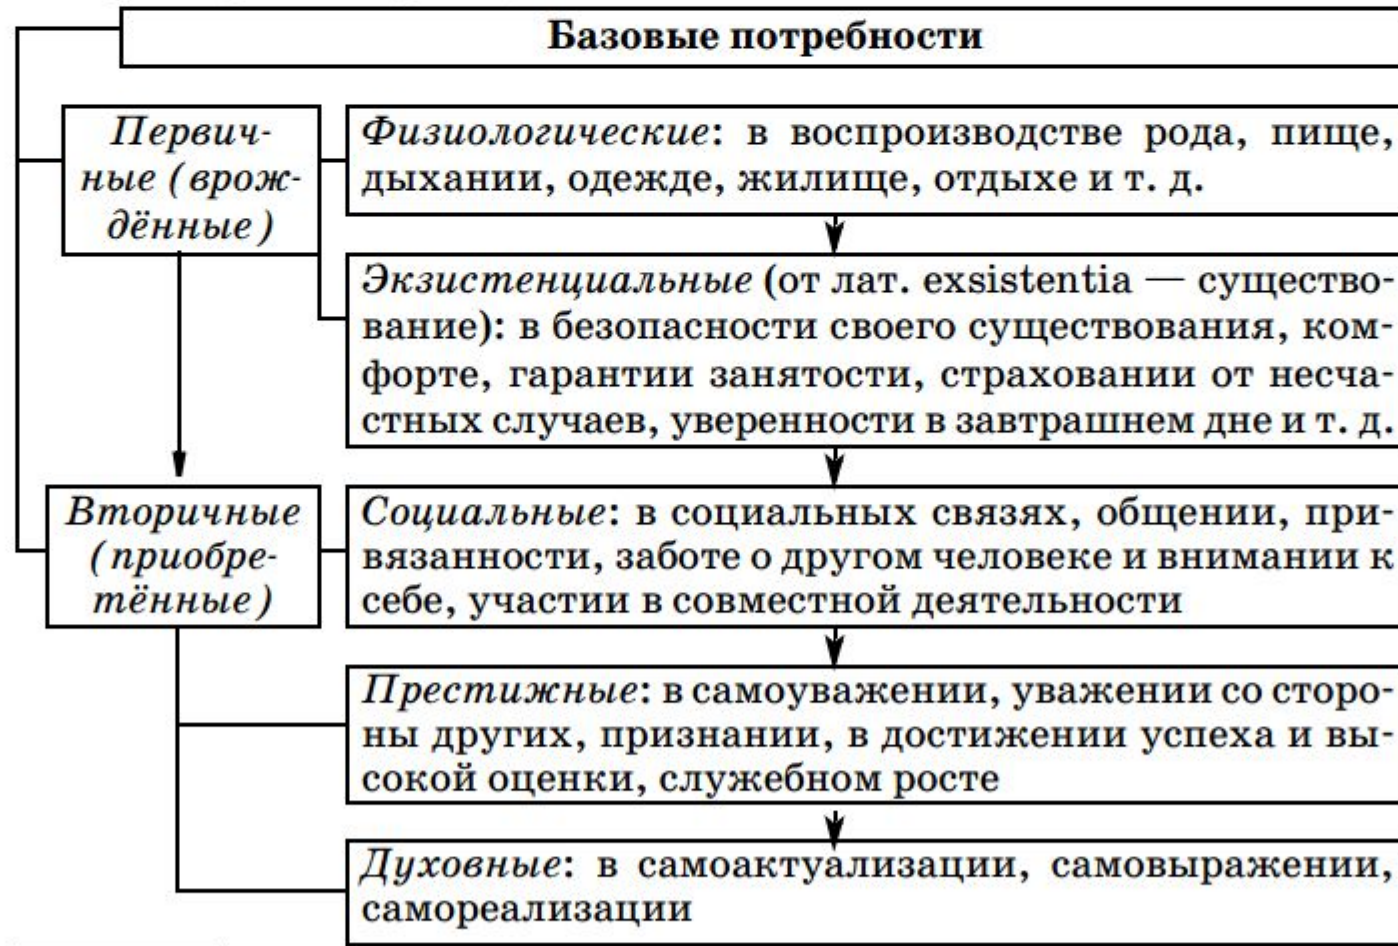 Базовые потребности
Первич-
ные (врож-
дённые)
Физиологические: в воспроизводстве рода, пище,
дыхании, одежде, жилище, отдыхе и т. д.
Экзистенциальные (от лат. exsistentia — существо-
вание): в безопасности своего существования, ком-
форте, гарантии занятости, страховании от несча-
стных случаев, уверенности в завтрашнем дне и т. д.
Вторичные
(приобре-
тённые)
Социальные: в социальных связях, общении, при-
вязанности, заботе о другом человеке и внимании к
себе, участии в совместной деятельности
Престижные: в самоуважении, уважении со сторо-
ны других, признании, в достижении успеха и вы-
сокой оценки, служебном росте
Духовные: в самоактуализации, самовыражении,
самореализации